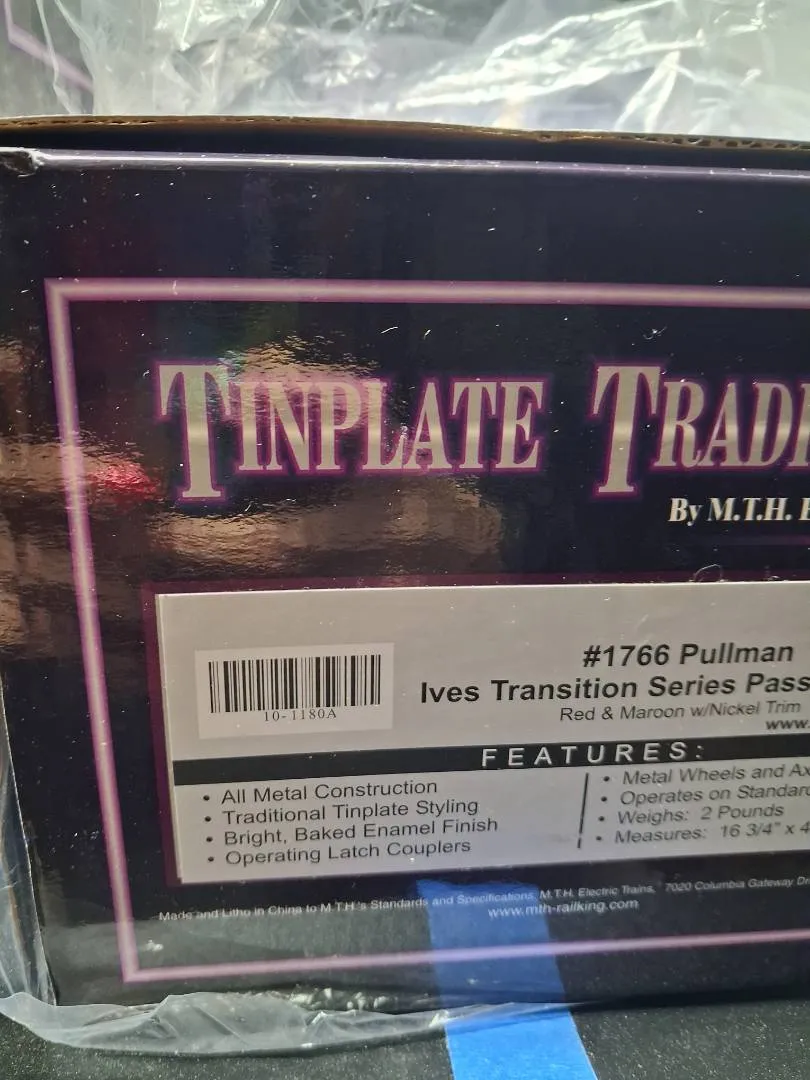 TINPLATE TRADI
By M.T.H. E
#1766 Pullman
Ives Transition Series Pass
Red & Maroon w/Nickel Trim
www.
10-1180A
FEATURES:
• All Metal Construction
• Traditional Tinplate Styling
• Bright, Baked Enamel Finish
• Operating Latch Couplers
• Metal Wheels and Ax
• Operates on Standard
• Weighs: 2 Pounds
• Measures: 16 3/4" x 4
Made and Litho in China to M.T.H.'s Standards and Specifications. M.T.H. Electric Trains, 7020 Columbia Gateway Dr
www.mth-railking.com